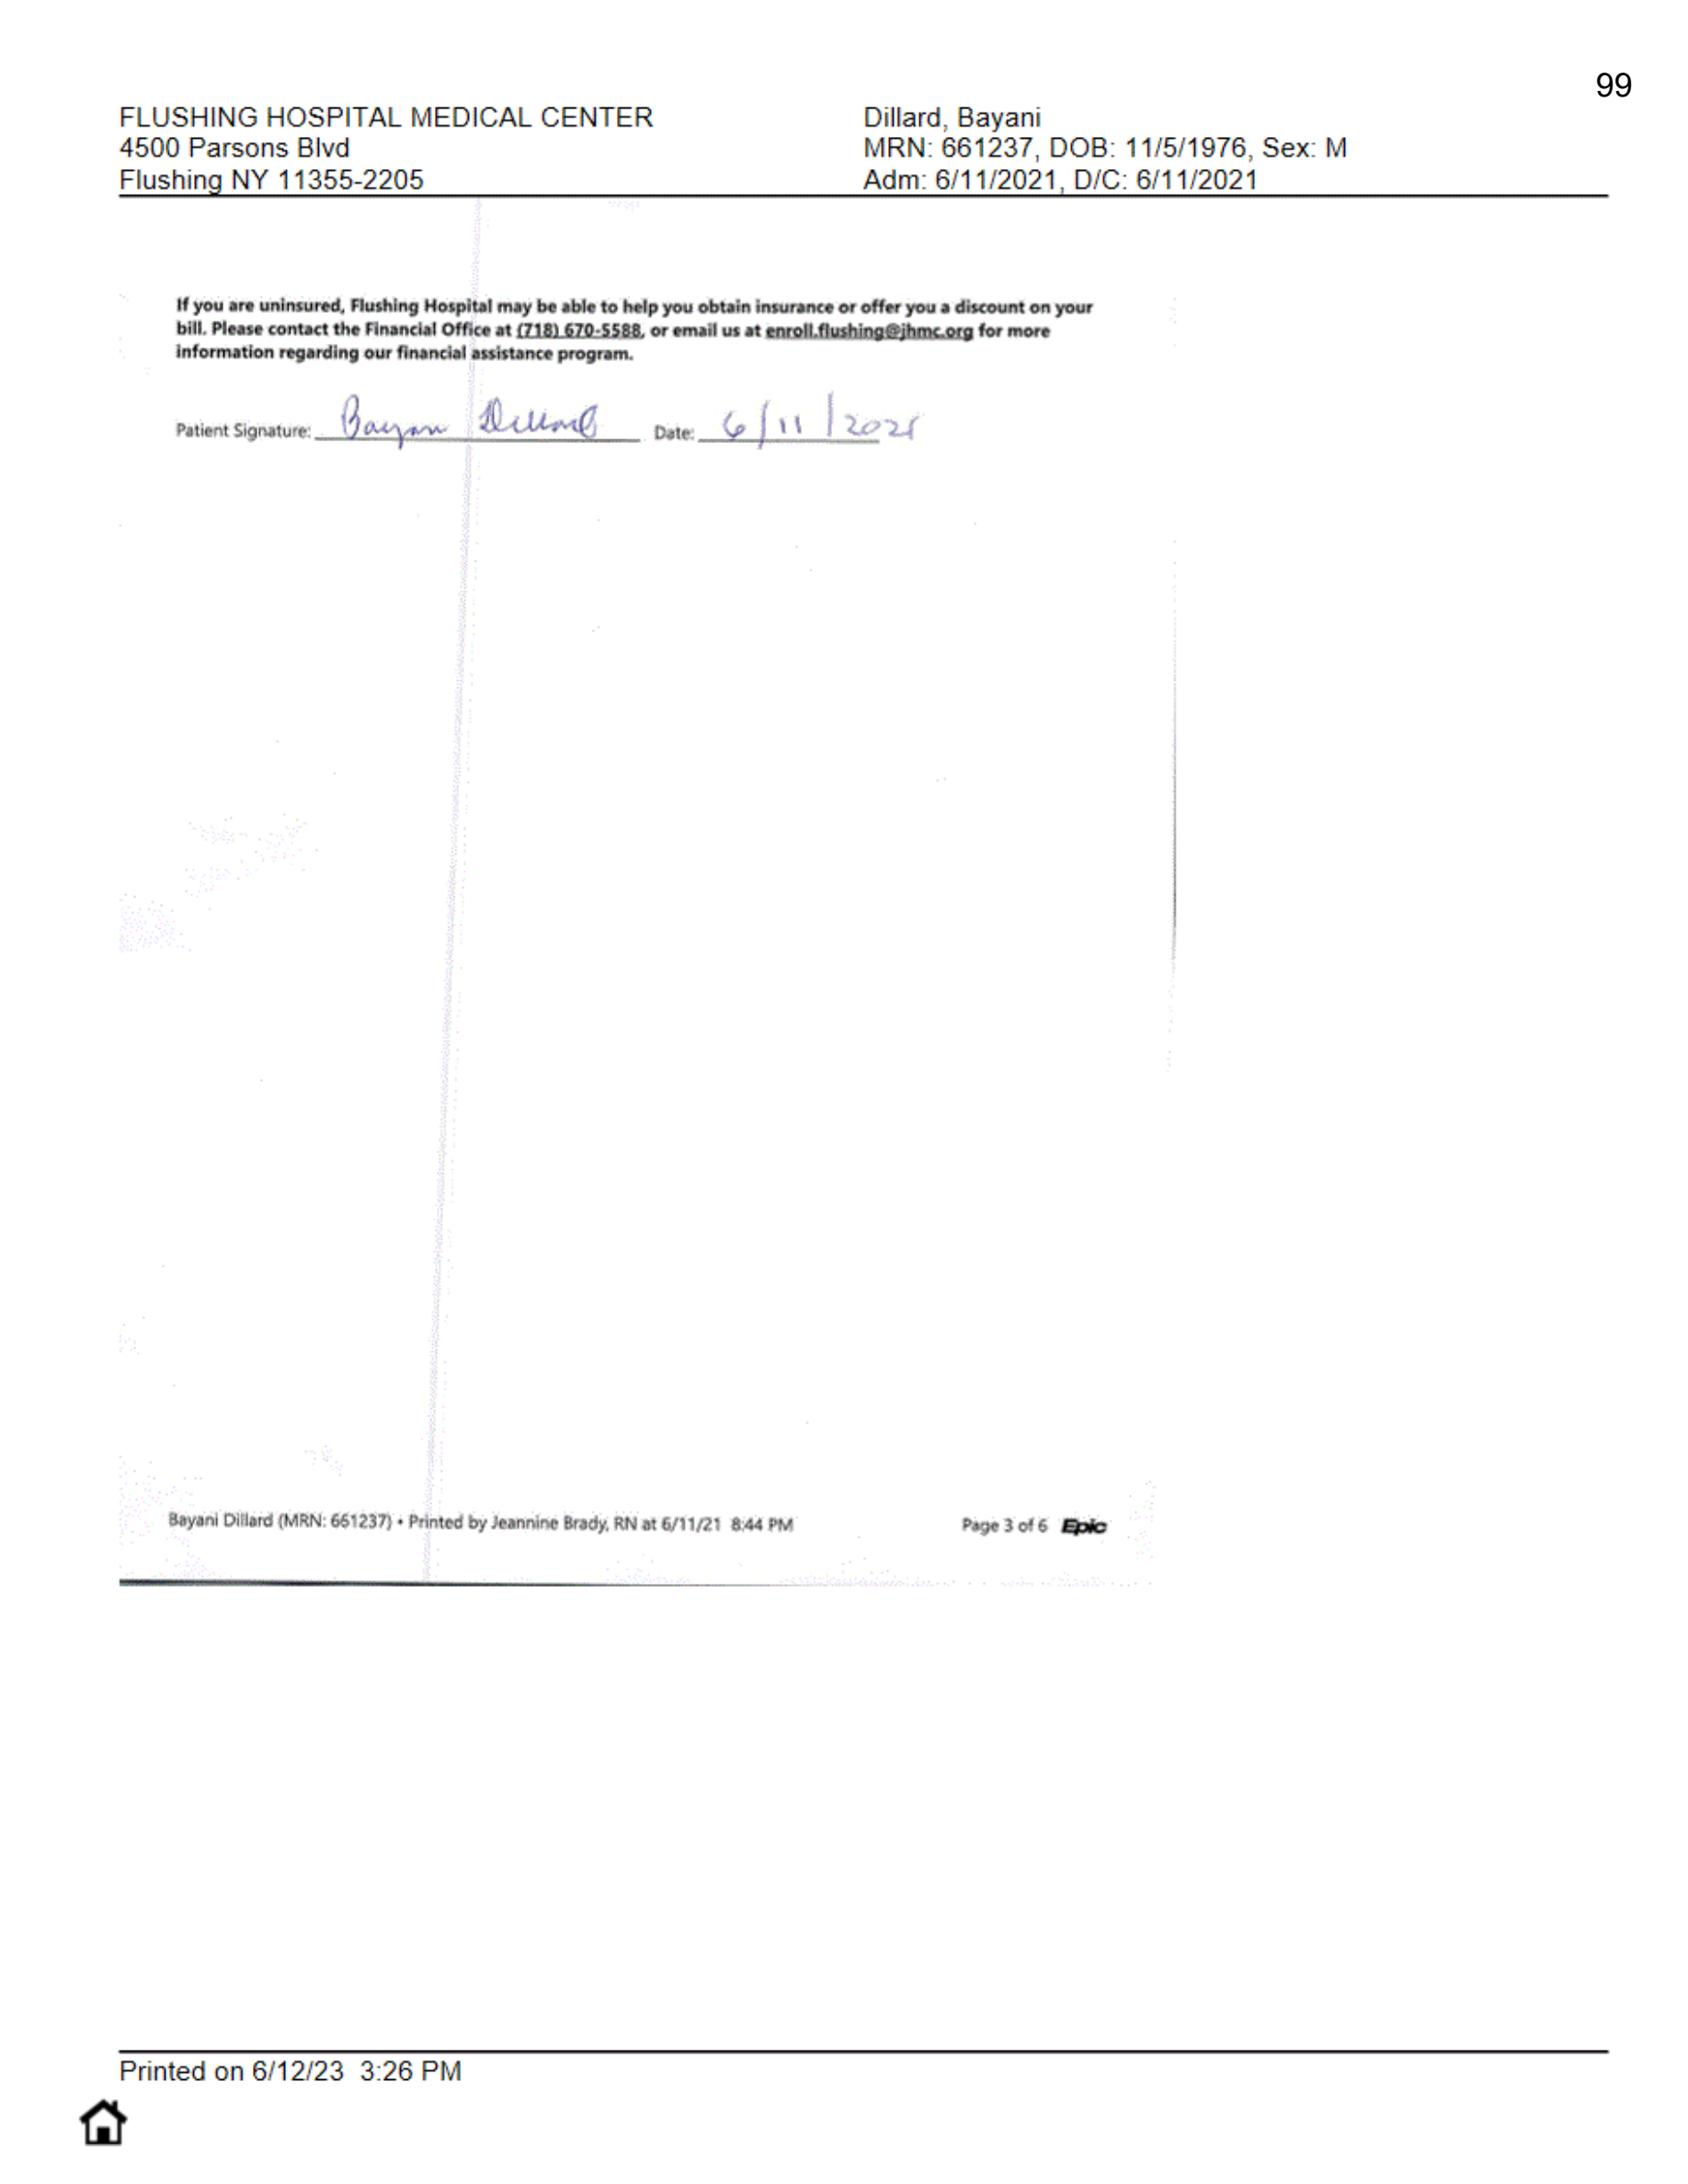 99
FLUSHING HOSPITAL MEDICAL CENTER
4500 Parsons Blvd
Flushing NY 11355-2205
Dillard, Bayani
MRN: 661237, DOB: 11/5/1976, Sex: M
Adm: 6/11/2021, D/C: 6/11/2021
If you are uninsured, Flushing Hospital may be able to help you obtain insurance or offer you a discount on your
bill. Please contact the Financial Office at (718) 670-5588, or email us at enroll.flushing@jhmc.org for more
information regarding our financial assistance program.
Patient Signature: Bayan Dillard Date: 6/11/2021
Bayani Dillard (MRN: 661237) • Printed by Jeannine Brady, RN at 6/11/21 8:44 PM Page 3 of 6 Epic
Printed on 6/12/23 3:26 PM